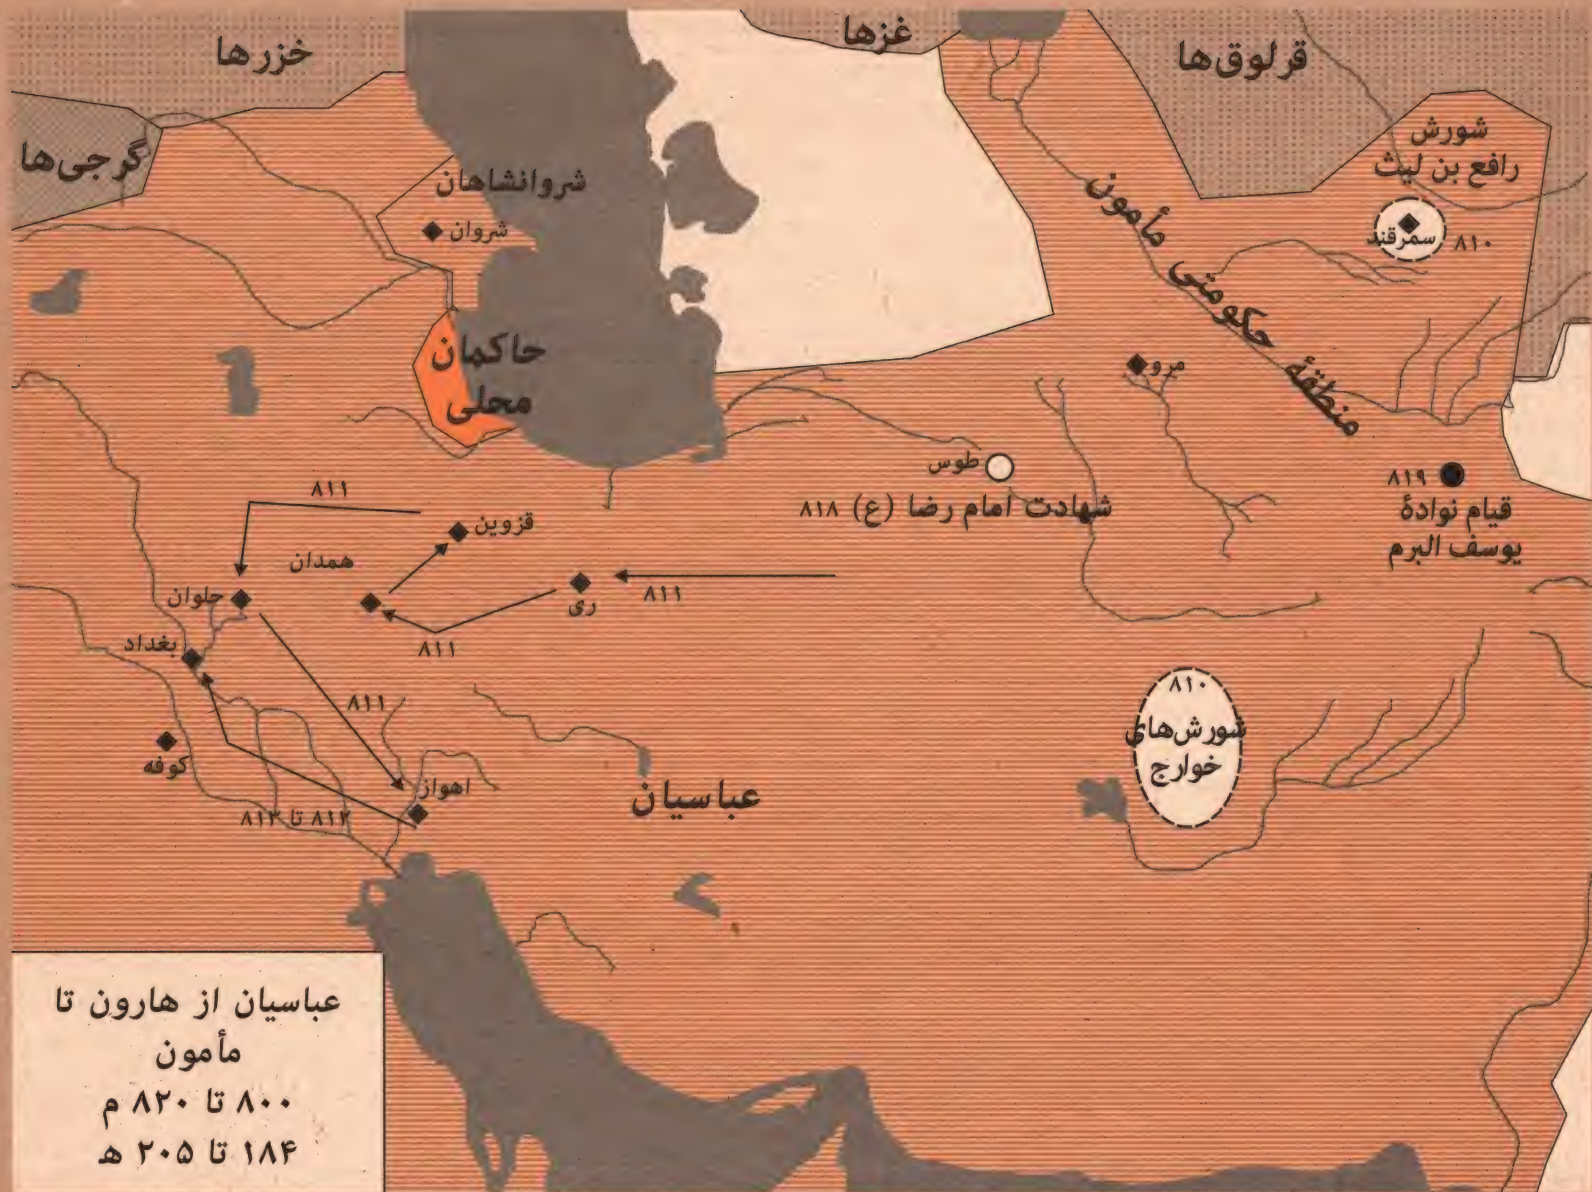 خزرها
غزها
قرلوق‌ها
گرجی‌ها
شورش
رافع بن لیث
شروانشاهان
شروان
سمرقند
۸۱۰
منطقهٔ حکومتی مأمون
حاکمان
محلی
مرو
طوس
شهادت امام رضا (ع) ۸۱۸
۸۱۹
قیام نوادهٔ
یوسف البرم
۸۱۱
قزوین
همدان
حلوان
ری
۸۱۱
۸۱۱
بغداد
۸۱۱
کوفه
اهواز
۸۱۲ تا ۸۱۳
عباسیان
۸۱۰
شورش‌های
خوارج
عباسیان از هارون تا
مأمون
۸۰۰ تا ۸۲۰ م
۱۸۴ تا ۲۰۵ ه